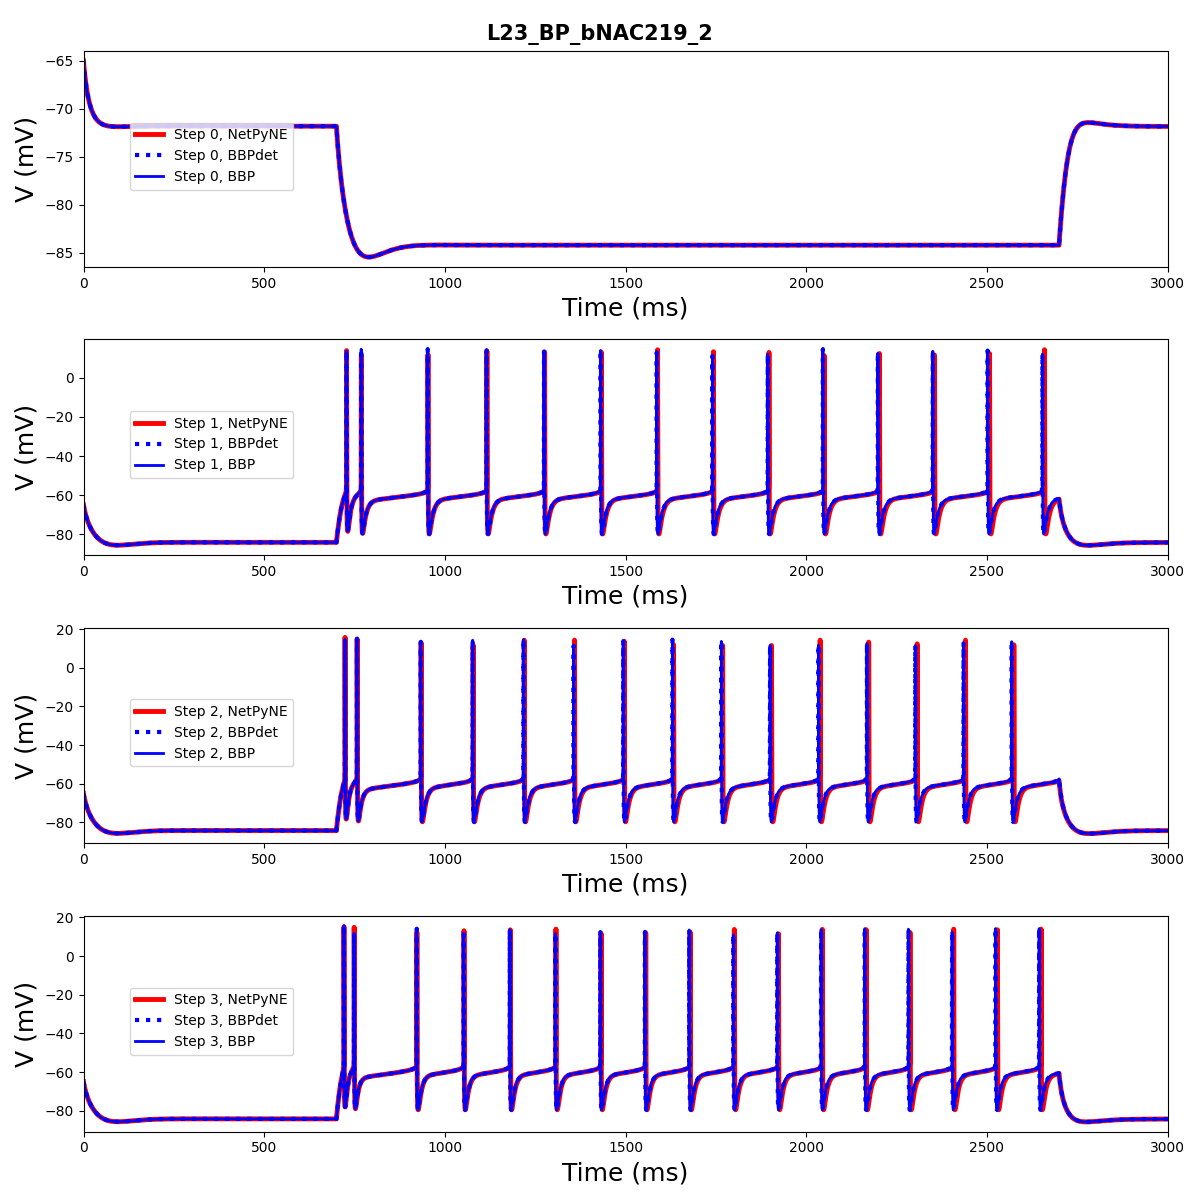 L23_BP_bNAC219_2
−65
−70
−75
−80
−85
V (mV)
Step 0, NetPyNE
Step 0, BBPdet
Step 0, BBP
0 500 1000 1500 2000 2500 3000
Time (ms)
0
−20
−40
−60
−80
V (mV)
Step 1, NetPyNE
Step 1, BBPdet
Step 1, BBP
0 500 1000 1500 2000 2500 3000
Time (ms)
20
0
−20
−40
−60
−80
V (mV)
Step 2, NetPyNE
Step 2, BBPdet
Step 2, BBP
0 500 1000 1500 2000 2500 3000
Time (ms)
20
0
−20
−40
−60
−80
V (mV)
Step 3, NetPyNE
Step 3, BBPdet
Step 3, BBP
0 500 1000 1500 2000 2500 3000
Time (ms)